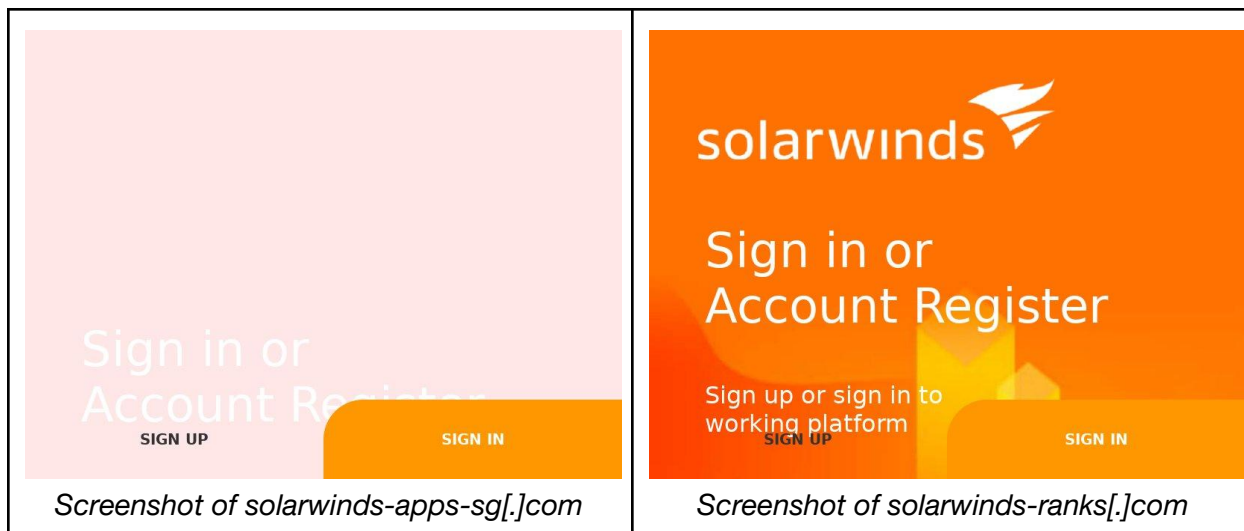 Sign in or
Account Register
SIGN UP
SIGN IN
Screenshot of solarwinds-apps-sg[.]com
solarwinds
Sign in or
Account Register
Sign up or sign in to
working platform
SIGN UP
SIGN IN
Screenshot of solarwinds-ranks[.]com